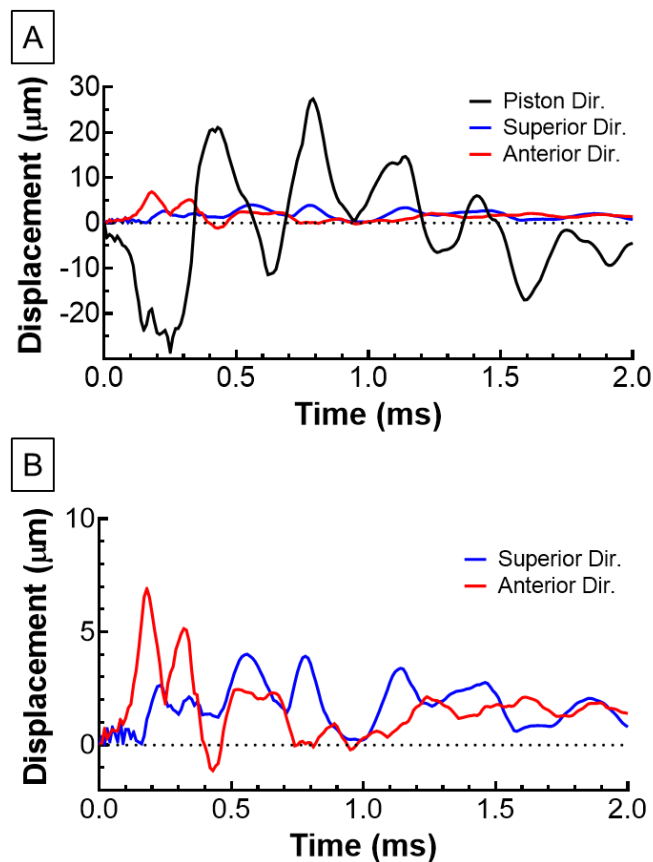 A
Displacement (μm)
30
20
10
0
-10
-20
Piston Dir.
Superior Dir.
Anterior Dir.
0.0 0.5 1.0 1.5 2.0
Time (ms)
B
Displacement (μm)
10
5
0
Superior Dir.
Anterior Dir.
0.0 0.5 1.0 1.5 2.0
Time (ms)